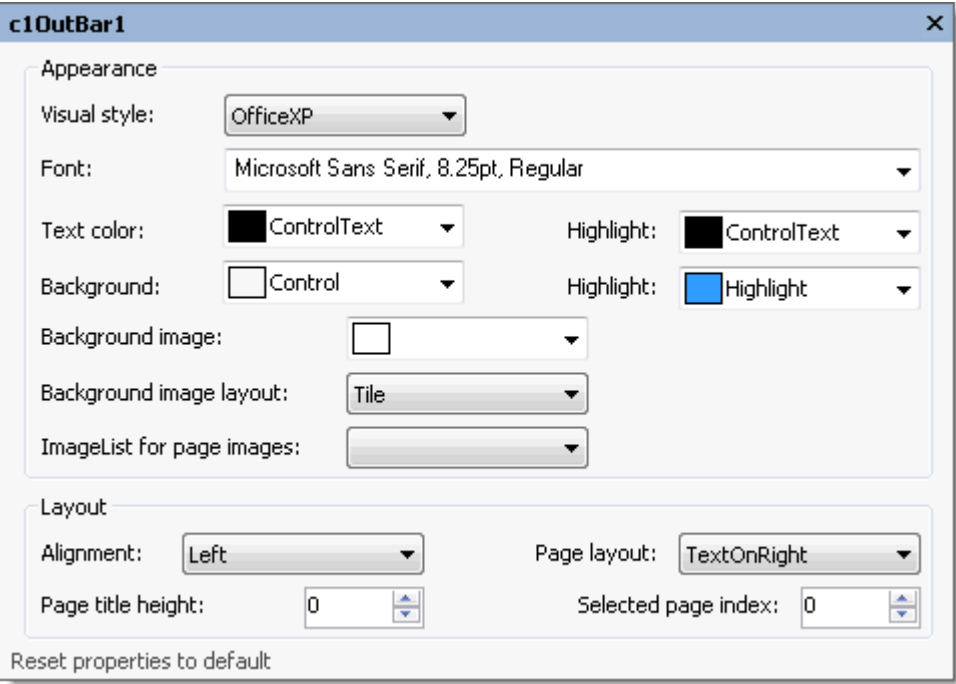 c1OutBar1
Appearance
Visual style: OfficeXP
Font: Microsoft Sans Serif, 8.25pt, Regular
Text color: ControlText Highlight: ControlText
Background: Control Highlight: Highlight
Background image:
Background image layout: Tile
ImageList for page images:
Layout
Alignment: Left Page layout: TextOnRight
Page title height: 0 Selected page index: 0
Reset properties to default